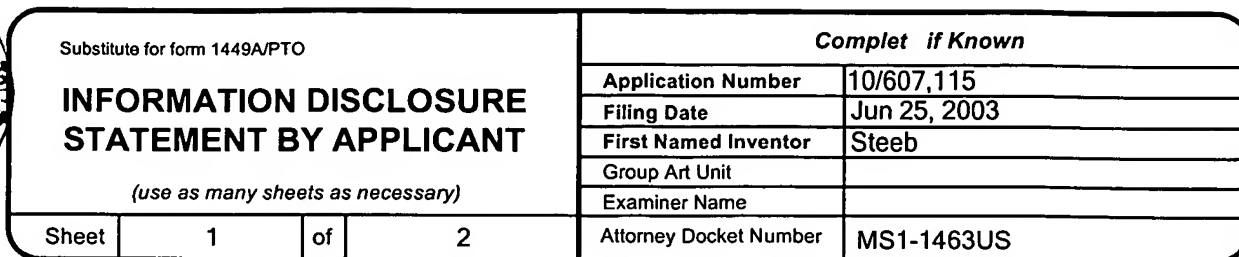 Substitute for form 1449A/PTO
INFORMATION DISCLOSURE
STATEMENT BY APPLICANT
(use as many sheets as necessary)
Sheet 1 of 2
Complet if Known
Application Number 10/607,115
Filing Date Jun 25, 2003
First Named Inventor Steeb
Group Art Unit
Examiner Name
Attorney Docket Number MS1-1463US